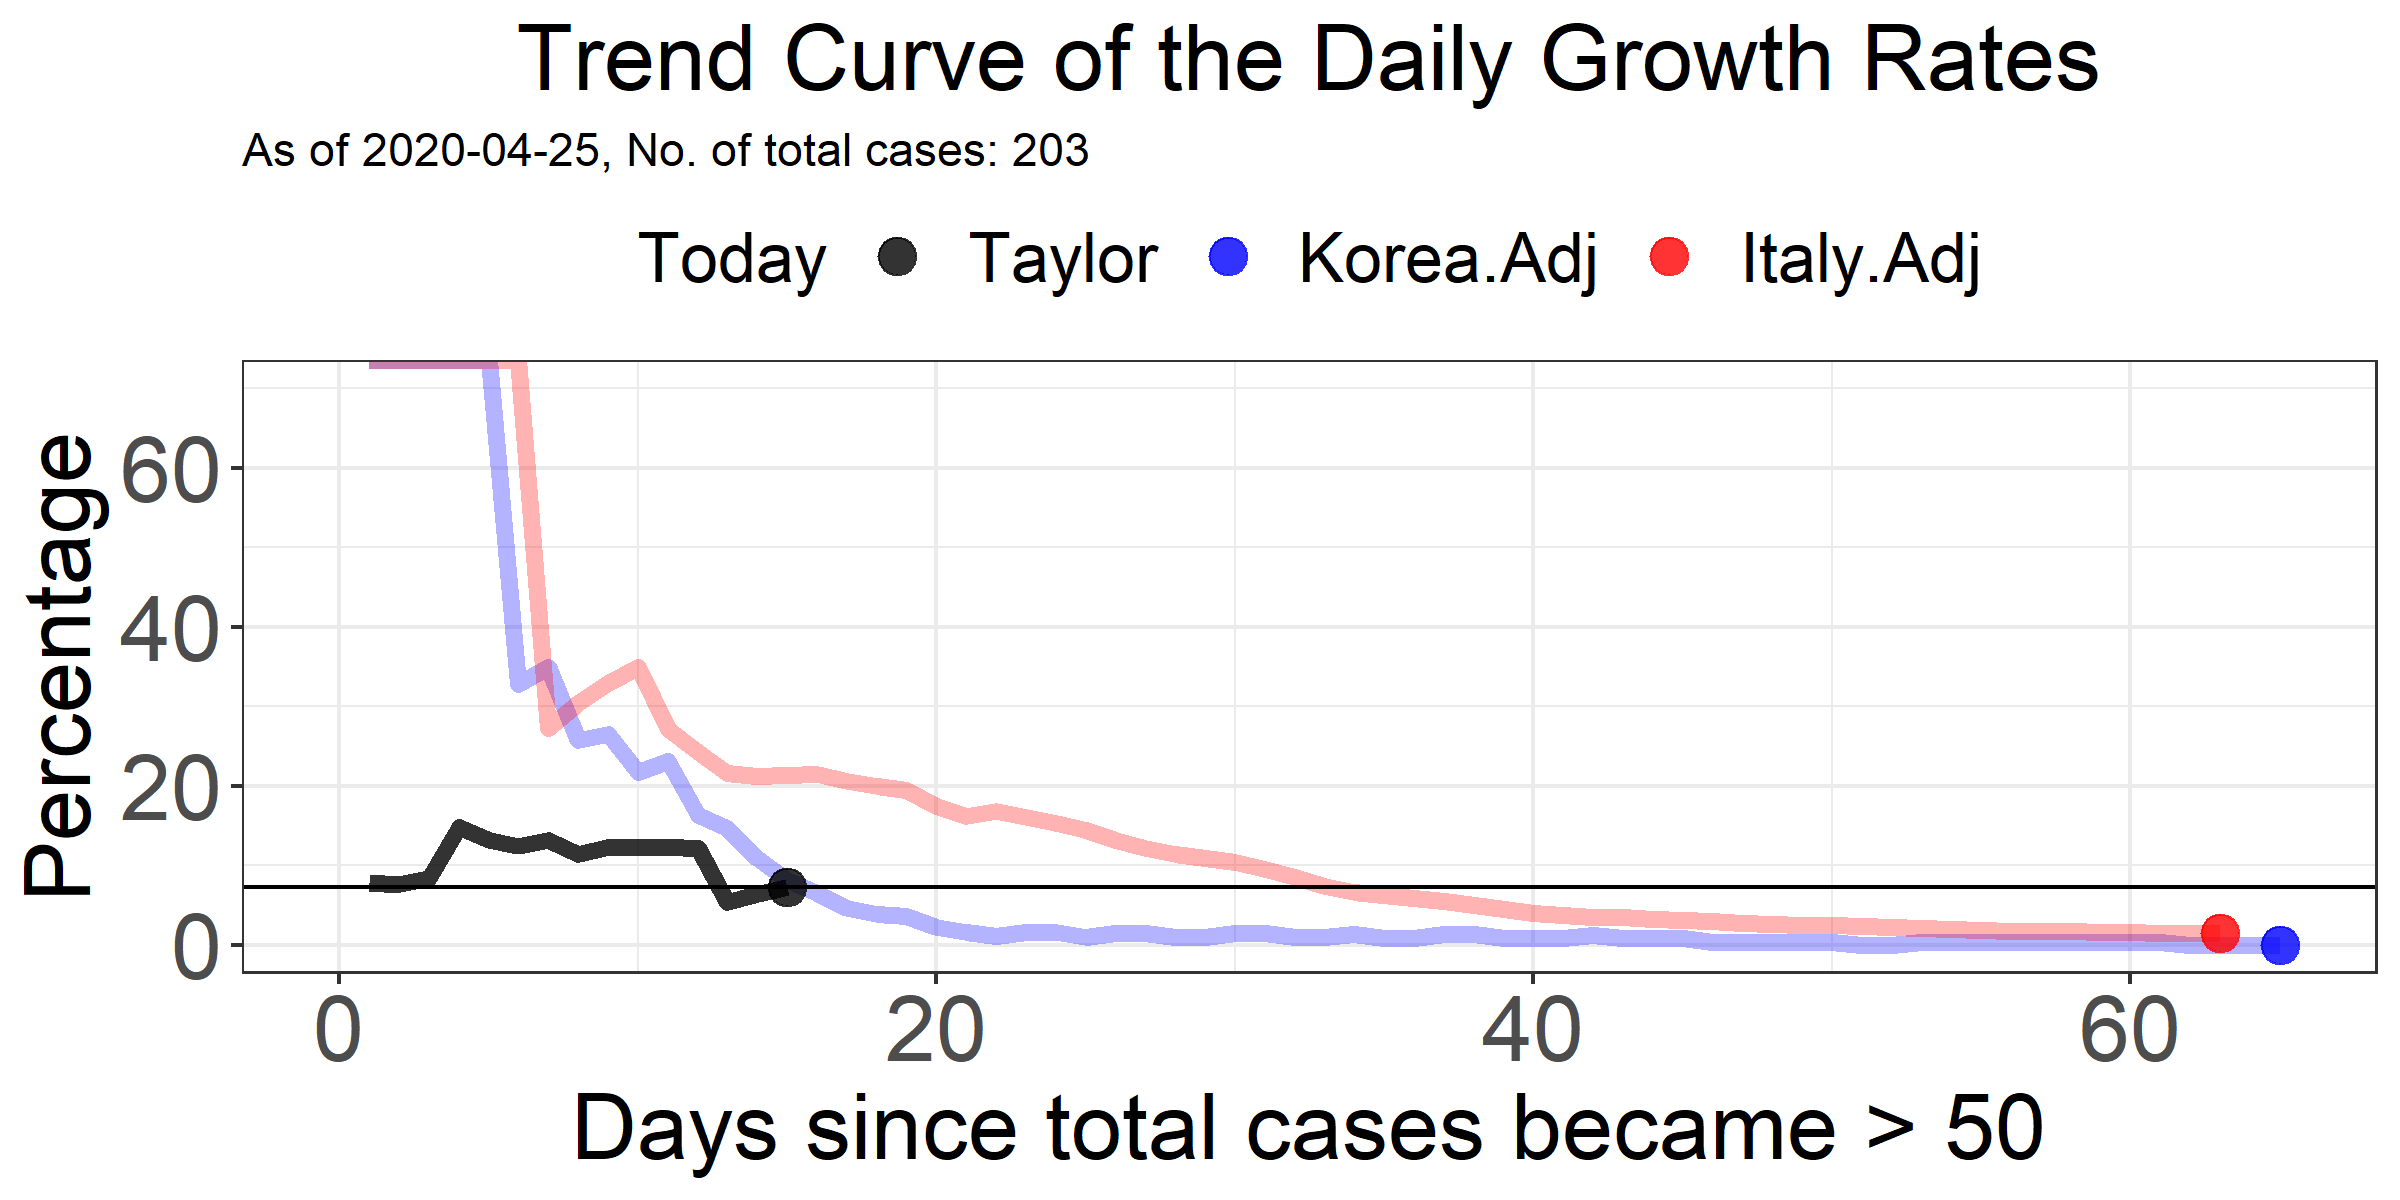 Trend Curve of the Daily Growth Rates
As of 2020-04-25, No. of total cases: 203
Today Taylor Korea.Adj Italy.Adj
Percentage
60
40
20
0
0 20 40 60
Days since total cases became > 50